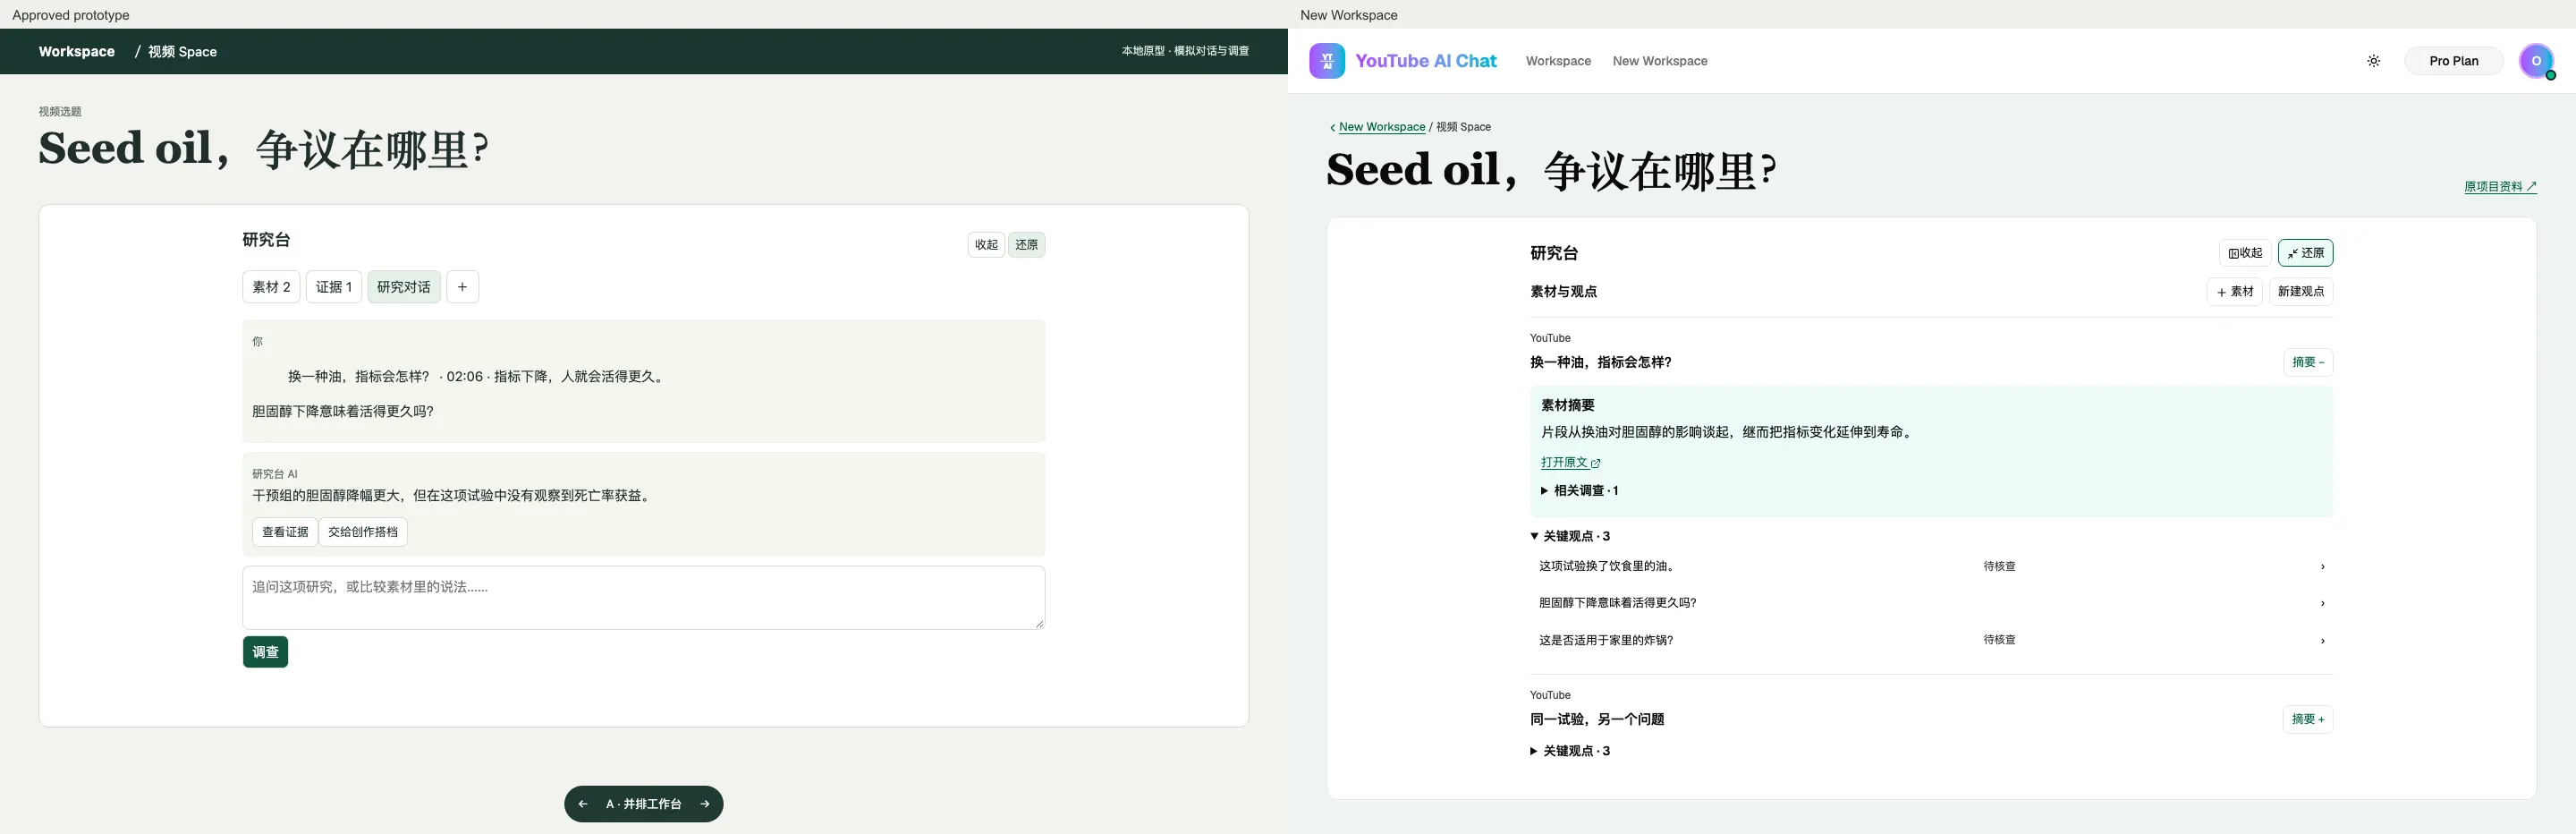 Approved prototype
Workspace / 视频 Space
本地原型 · 模拟对话与调查
视频选题
Seed oil，争议在哪里？
研究台
收起 还原
素材 2 证据 1 研究对话 +
你
换一种油，指标会怎样？ · 02:06 · 指标下降，人就会活得更久。
胆固醇下降意味着活得更久吗？
研究台 AI
干预组的胆固醇降幅更大，但在这项试验中没有观察到死亡率获益。
查看证据 交给创作搭档
追问这项研究，或比较素材里的说法……
调查
← A · 并排工作台 →
New Workspace
YT AI YouTube AI Chat Workspace New Workspace Pro Plan O
‹ New Workspace / 视频 Space
Seed oil，争议在哪里？
原项目资料 ↗
研究台
收起 还原
素材与观点
+ 素材 新建观点
YouTube
换一种油，指标会怎样？
摘要 −
素材摘要
片段从换油对胆固醇的影响谈起，继而把指标变化延伸到寿命。
打开原文
▶ 相关调查 · 1
▼ 关键观点 · 3
这项试验换了饮食里的油。 待核查 ›
胆固醇下降意味着活得更久吗？ ›
这是否适用于家里的炸锅？ 待核查 ›
YouTube
同一试验，另一个问题
摘要 +
▶ 关键观点 · 3